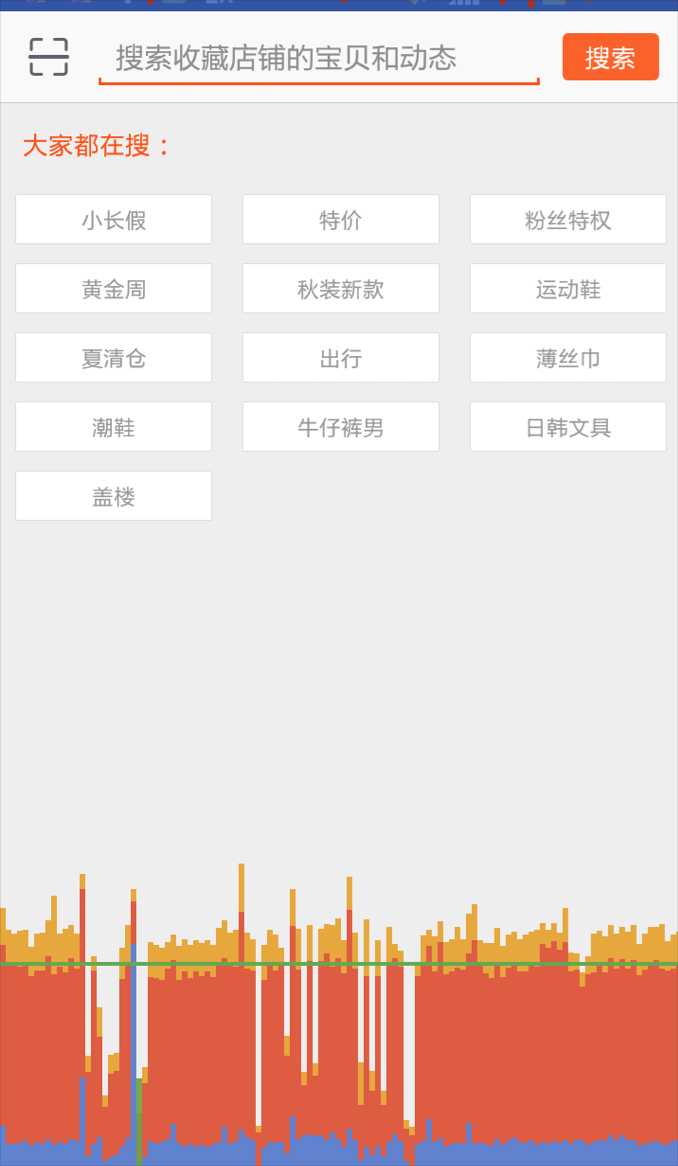 搜索收藏店铺的宝贝和动态 搜索
大家都在搜：
小长假 特价 粉丝特权
黄金周 秋装新款 运动鞋
夏清仓 出行 薄丝巾
潮鞋 牛仔裤男 日韩文具
盖楼